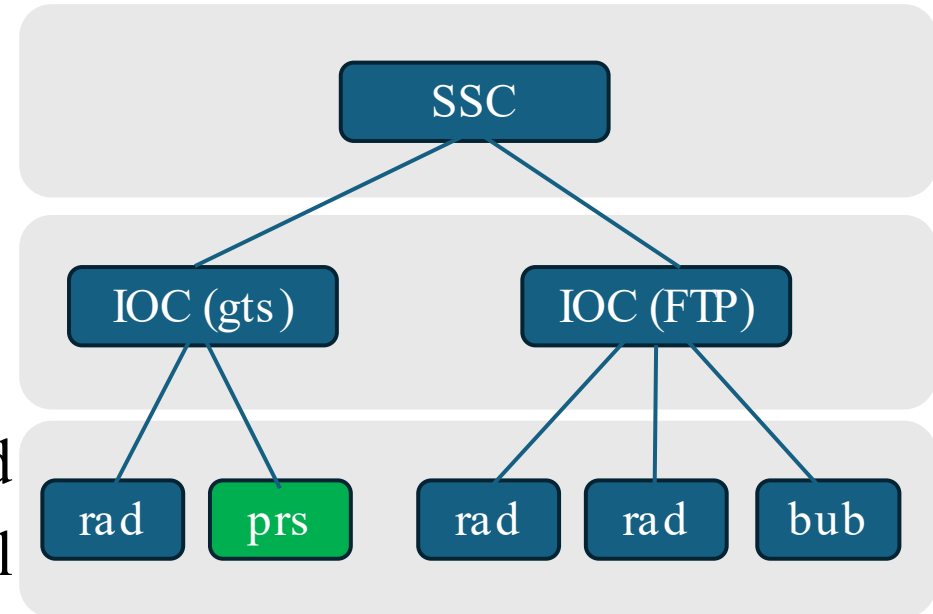 SSC
IOC (gts)
IOC (FTP)
rad
prs
rad
rad
bub